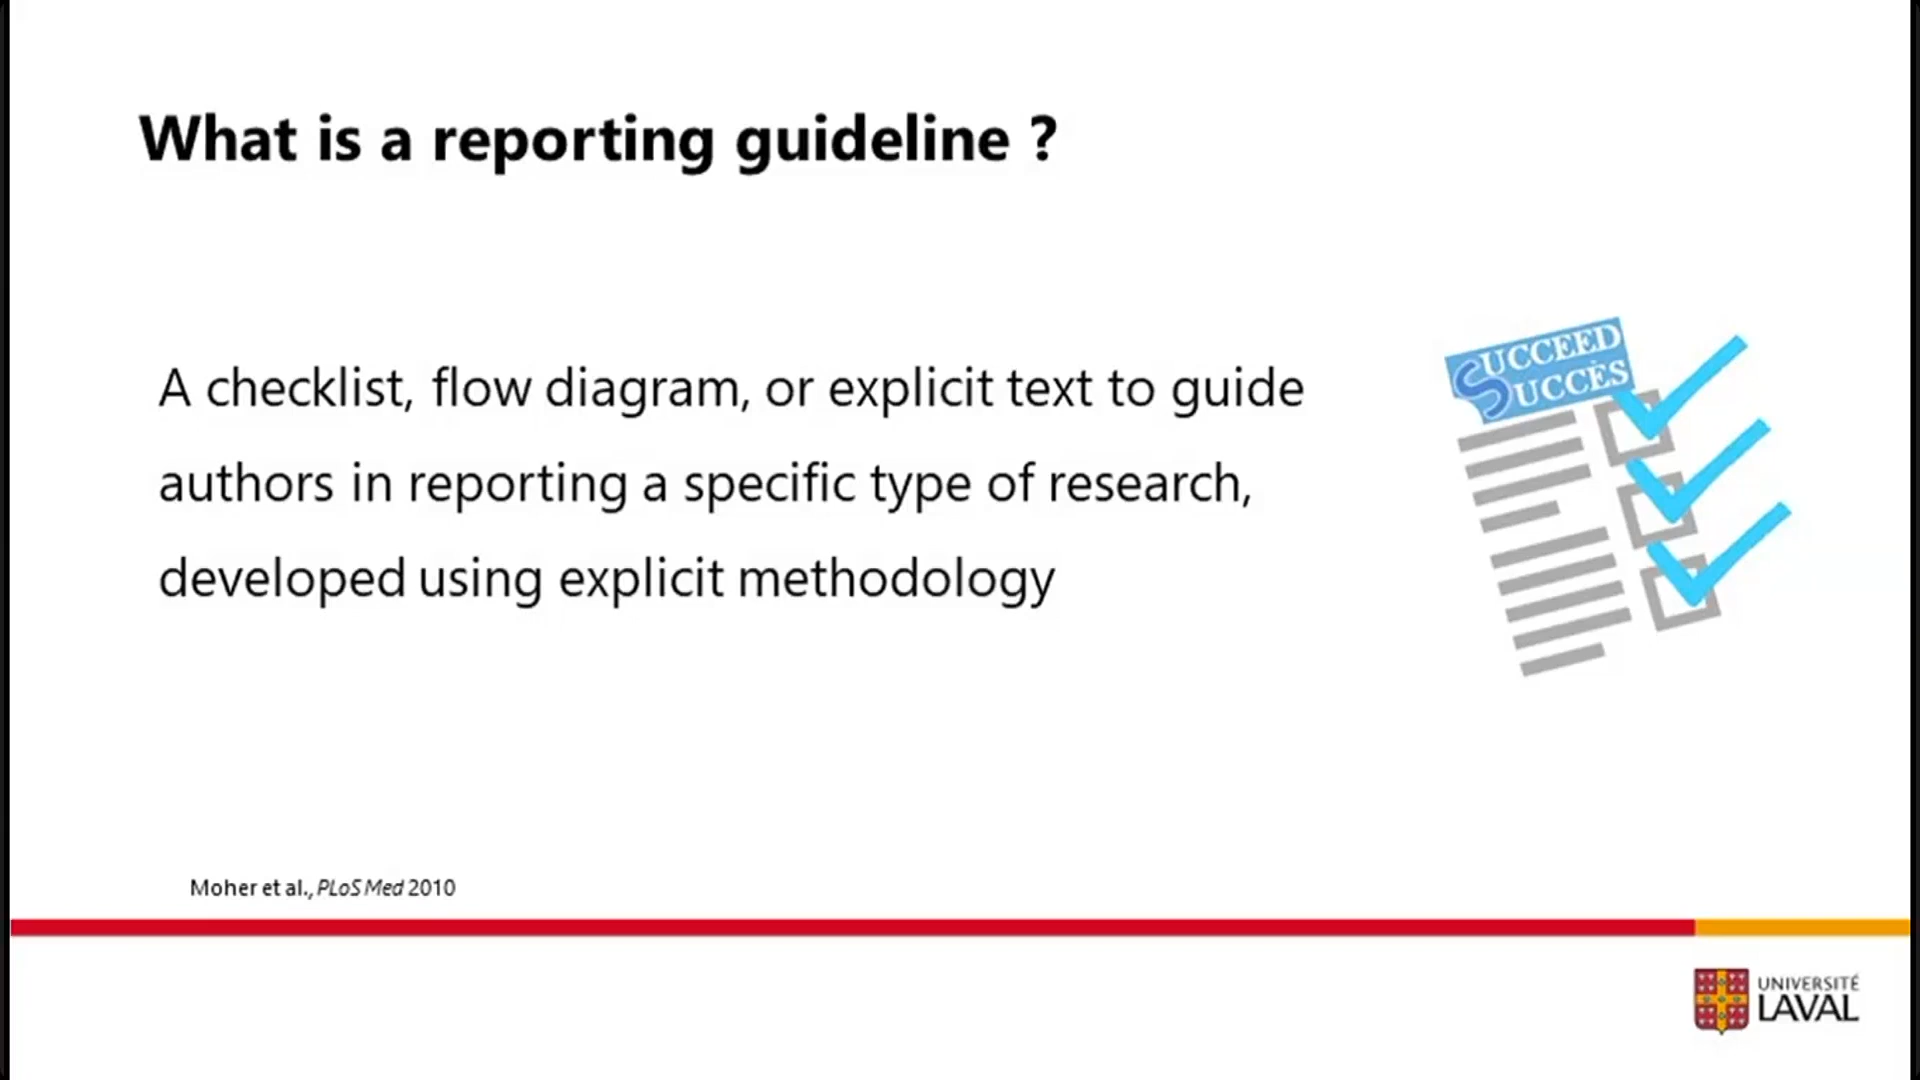 What is a reporting guideline ?
A checklist, flow diagram, or explicit text to guide
authors in reporting a specific type of research,
developed using explicit methodology
SUCCEED
SUCCÈS
Moher et al., PLoS Med 2010
UNIVERSITÉ
LAVAL